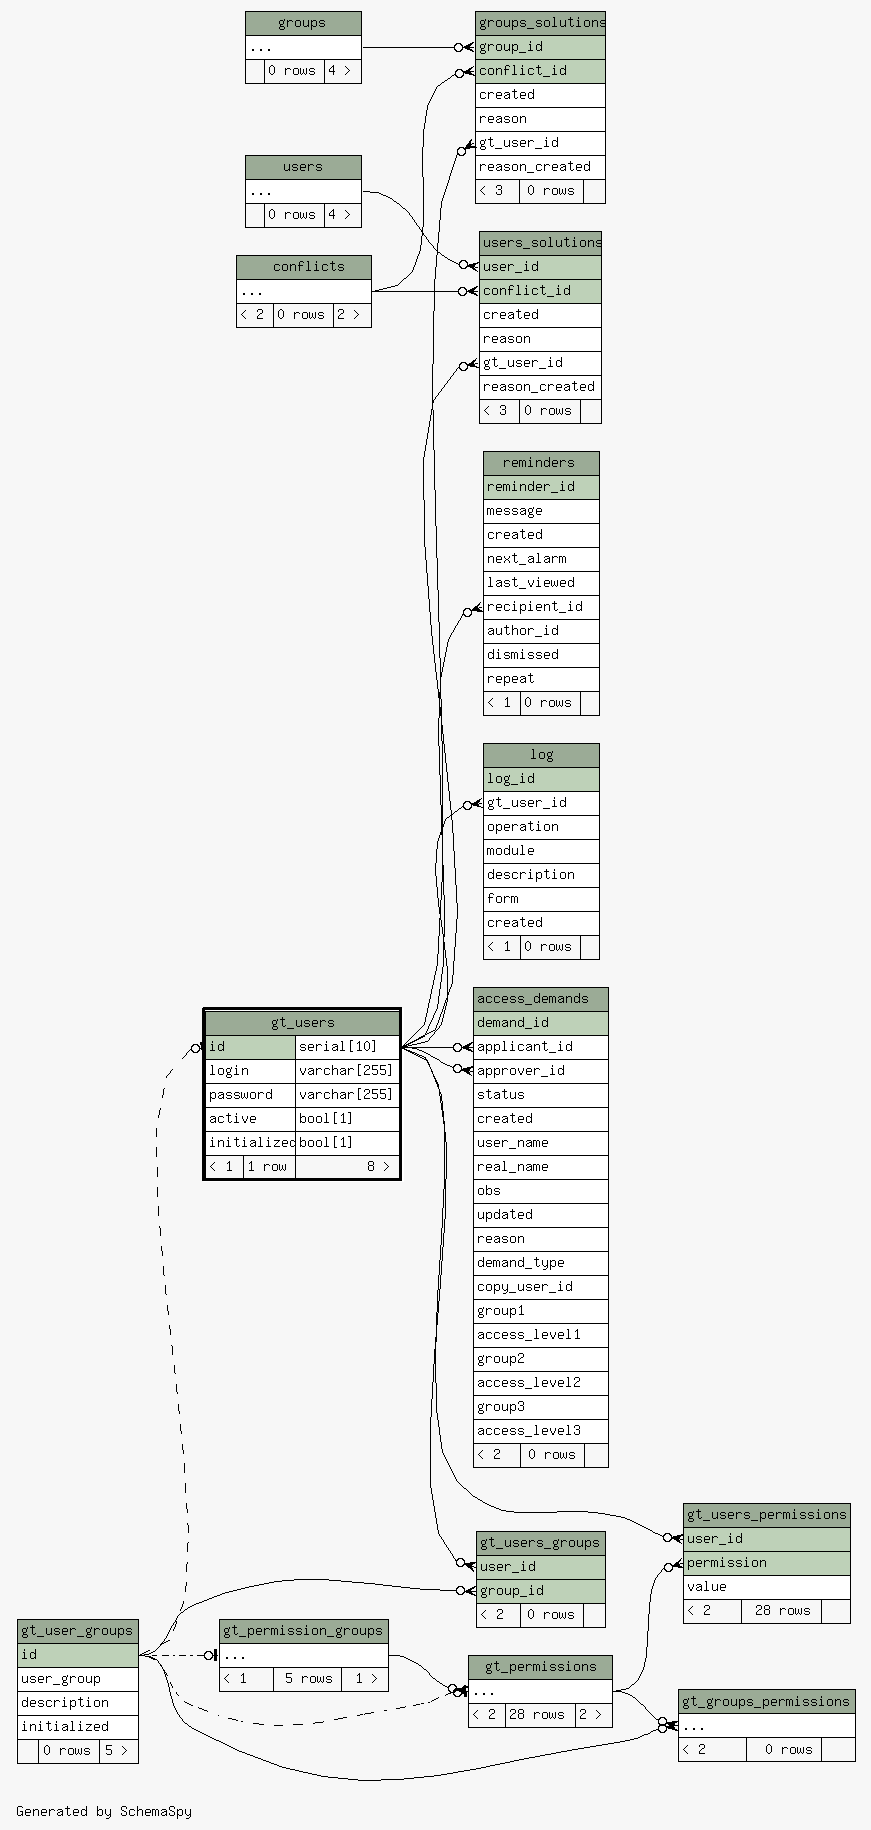 groups
...
0 rows 4 >
groups_solutions
group_id
conflict_id
created
reason
gt_user_id
reason_created
< 3 0 rows
users
...
0 rows 4 >
users_solutions
user_id
conflict_id
created
reason
gt_user_id
reason_created
< 3 0 rows
conflicts
...
< 2 0 rows 2 >
reminders
reminder_id
message
created
next_alarm
last_viewed
recipient_id
author_id
dismissed
repeat
< 1 0 rows
log
log_id
gt_user_id
operation
module
description
form
created
< 1 0 rows
access_demands
demand_id
applicant_id
approver_id
status
created
user_name
real_name
obs
updated
reason
demand_type
copy_user_id
group1
access_level1
group2
access_level2
group3
access_level3
< 2 0 rows
gt_users
id serial[10]
login varchar[255]
password varchar[255]
active bool[1]
initialized bool[1]
< 1 1 row 8 >
gt_users_permissions
user_id
permission
value
< 2 28 rows
gt_users_groups
user_id
group_id
< 2 0 rows
gt_user_groups
id
user_group
description
initialized
0 rows 5 >
gt_permission_groups
...
< 1 5 rows 1 >
gt_permissions
...
< 2 28 rows 2 >
gt_groups_permissions
...
< 2 0 rows
Generated by SchemaSpy